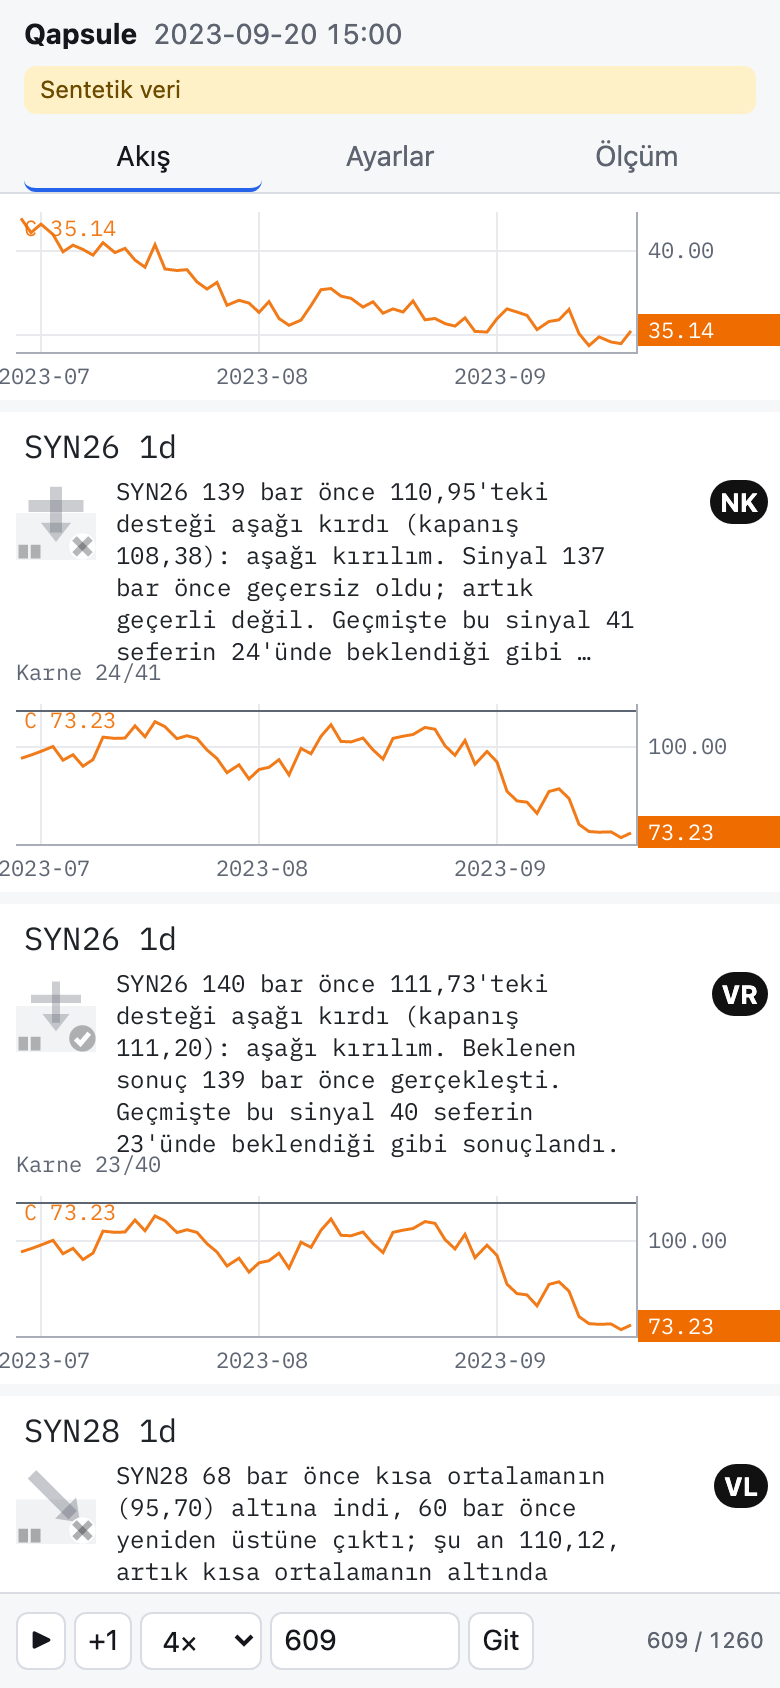 Qapsule 2023-09-20 15:00
Sentetik veri
Akış Ayarlar Ölçüm
C 35.14
40.00
35.14
2023-07 2023-08 2023-09
SYN26 1d
SYN26 139 bar önce 110,95'teki
desteği aşağı kırdı (kapanış
108,38): aşağı kırılım. Sinyal 137
bar önce geçersiz oldu; artık
geçerli değil. Geçmişte bu sinyal 41
seferin 24'ünde beklendiği gibi …
NK
Karne 24/41
C 73.23
100.00
73.23
2023-07 2023-08 2023-09
SYN26 1d
SYN26 140 bar önce 111,73'teki
desteği aşağı kırdı (kapanış
111,20): aşağı kırılım. Beklenen
sonuç 139 bar önce gerçekleşti.
Geçmişte bu sinyal 40 seferin
23'ünde beklendiği gibi sonuçlandı.
VR
Karne 23/40
C 73.23
100.00
73.23
2023-07 2023-08 2023-09
SYN28 1d
SYN28 68 bar önce kısa ortalamanın
(95,70) altına indi, 60 bar önce
yeniden üstüne çıktı; şu an 110,12,
artık kısa ortalamanın altında
VL
+1 4× 609 Git 609 / 1260